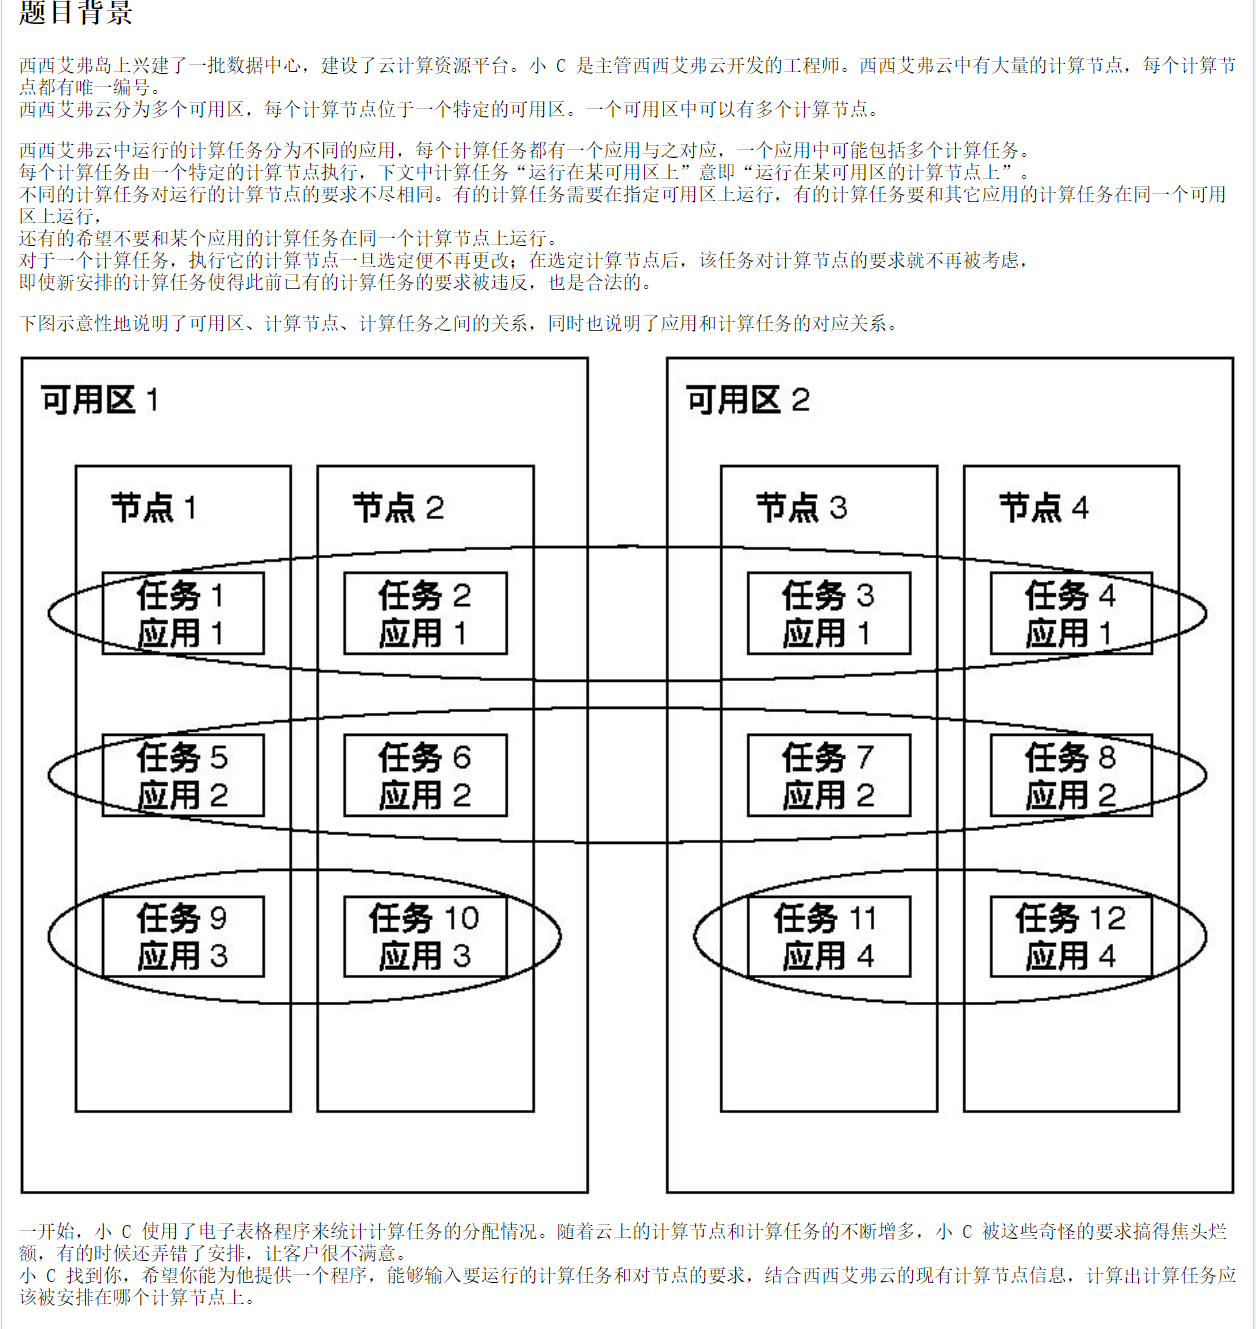 题目背景
西西艾弗岛上兴建了一批数据中心，建设了云计算资源平台。小 C 是主管西西艾弗云开发的工程师。西西艾弗云中有大量的计算节点，每个计算节
点都有唯一编号。
西西艾弗云分为多个可用区，每个计算节点位于一个特定的可用区。一个可用区中可以有多个计算节点。
西西艾弗云中运行的计算任务分为不同的应用，每个计算任务都有一个应用与之对应，一个应用中可能包括多个计算任务。
每个计算任务由一个特定的计算节点执行，下文中计算任务“运行在某可用区上”意即“运行在某可用区的计算节点上”。
不同的计算任务对运行的计算节点的要求不尽相同。有的计算任务需要在指定可用区上运行，有的计算任务要和其它应用的计算任务在同一个可用
区上运行，
还有的希望不要和某个应用的计算任务在同一个计算节点上运行。
对于一个计算任务，执行它的计算节点一旦选定便不再更改；在选定计算节点后，该任务对计算节点的要求就不再被考虑，
即使新安排的计算任务使得此前已有的计算任务的要求被违反，也是合法的。
下图示意性地说明了可用区、计算节点、计算任务之间的关系，同时也说明了应用和计算任务的对应关系。
可用区 1
可用区 2
节点 1
节点 2
节点 3
节点 4
任务 1
应用 1
任务 2
应用 1
任务 3
应用 1
任务 4
应用 1
任务 5
应用 2
任务 6
应用 2
任务 7
应用 2
任务 8
应用 2
任务 9
应用 3
任务 10
应用 3
任务 11
应用 4
任务 12
应用 4
一开始，小 C 使用了电子表格程序来统计计算任务的分配情况。随着云上的计算节点和计算任务的不断增多，小 C 被这些奇怪的要求搞得焦头烂
额，有的时候还弄错了安排，让客户很不满意。
小 C 找到你，希望你能为他提供一个程序，能够输入要运行的计算任务和对节点的要求，结合西西艾弗云的现有计算节点信息，计算出计算任务应
该被安排在哪个计算节点上。